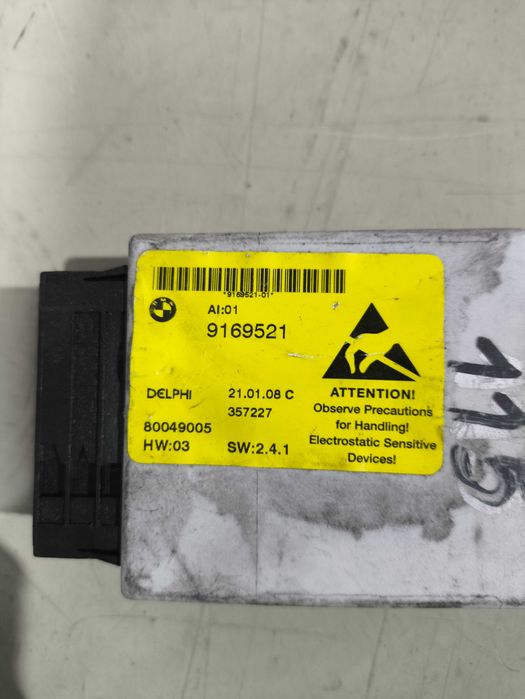 *9169521-01*
AI:01
9169521
DELPHI 21.01.08 C
357227
80049005
HW:03 SW:2.4.1
ATTENTION!
Observe Precautions
for Handling!
Electrostatic Sensitive
Devices!